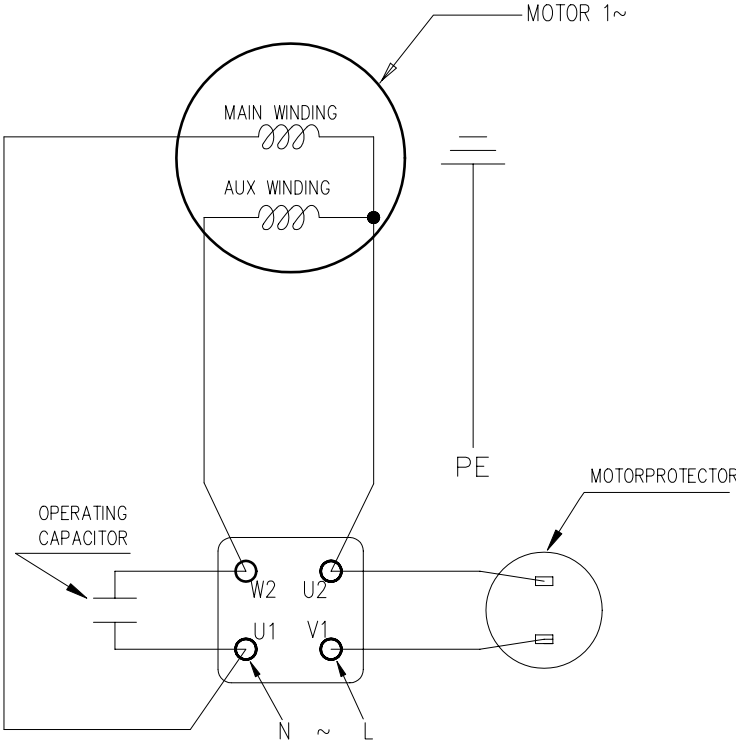 MOTOR 1~
MAIN WINDING
AUX WINDING
PE
MOTORPROTECTOR
OPERATING
CAPACITOR
W2 U2
U1 V1
N ~ L